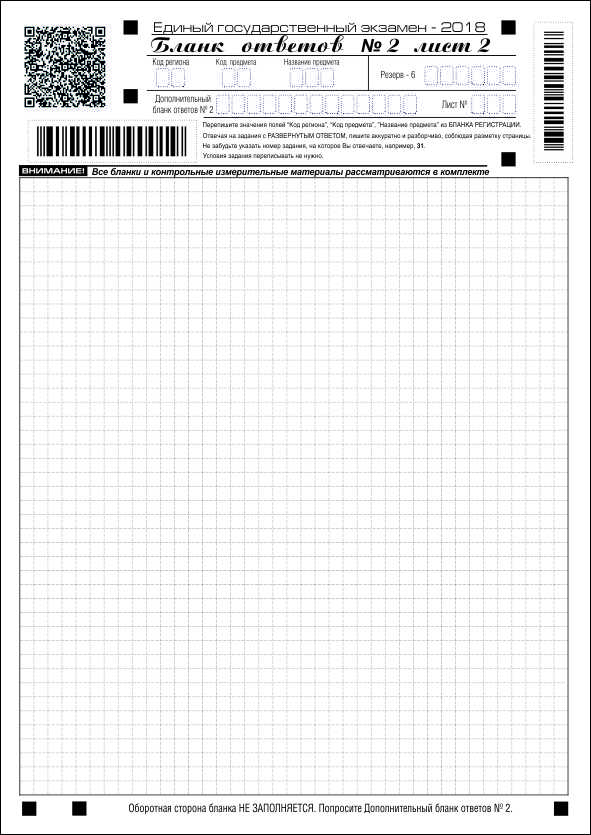 Единый государственный экзамен - 2018
Бланк ответов № 2 лист 2
Код региона Код предмета Название предмета
Резерв - 6
Дополнительный
бланк ответов № 2
Лист №
Перепишите значения полей "Код региона", "Код предмета", "Название предмета" из БЛАНКА РЕГИСТРАЦИИ.
Отвечая на задания с РАЗВЕРНУТЫМ ОТВЕТОМ, пишите аккуратно и разборчиво, соблюдая разметку страницы.
Не забудьте указать номер задания, на которое Вы отвечаете, например, 31.
Условия задания переписывать не нужно.
ВНИМАНИЕ! Все бланки и контрольные измерительные материалы рассматриваются в комплекте
Оборотная сторона бланка НЕ ЗАПОЛНЯЕТСЯ. Попросите Дополнительный бланк ответов № 2.